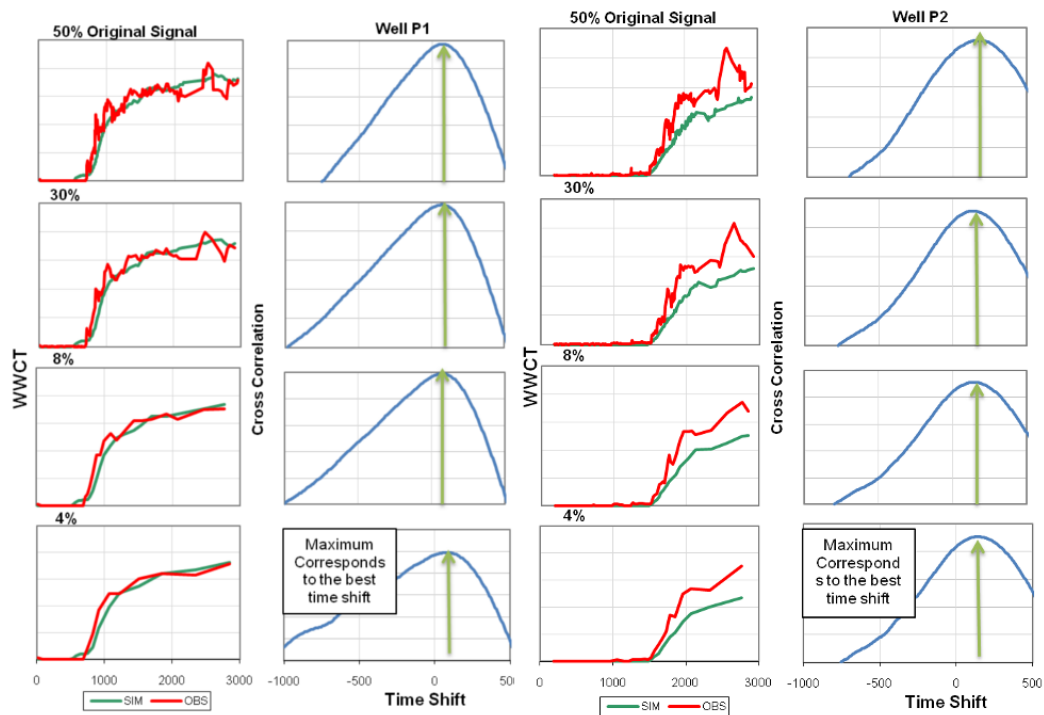 50% Original Signal
Well P1
50% Original Signal
Well P2
30%
30%
8%
8%
4%
4%
WWCT
Cross Correlation
WWCT
Cross Correlation
Maximum
Corresponds
to the best
time shift
Maximum
Correspond
s to the best
time shift
0
1000
2000
3000
-1000
-500
0
500
0
1000
2000
3000
-1000
-500
0
500
SIM
OBS
Time Shift
SIM
OBS
Time Shift